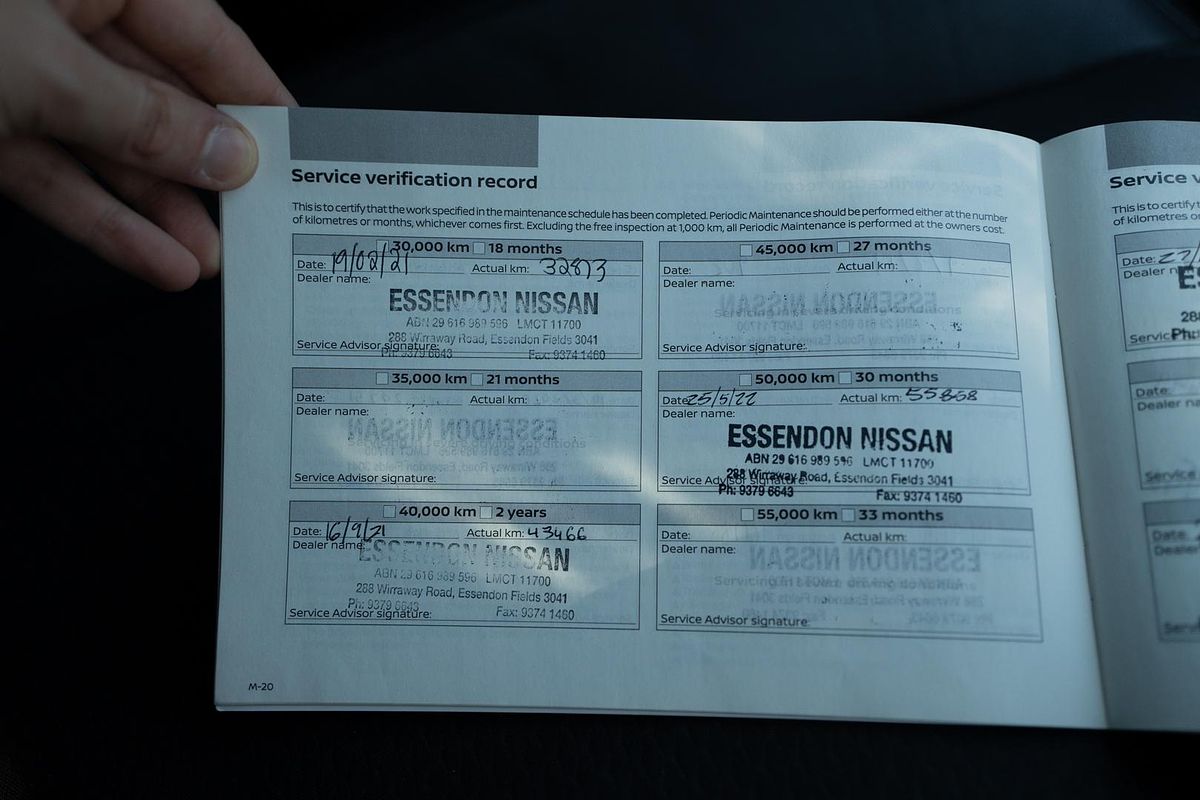 Service verification record
This is to certify that the work specified in the maintenance schedule has been completed. Periodic Maintenance should be performed either at the number
of kilometres or months, whichever comes first. Excluding the free inspection at 1,000 km, all Periodic Maintenance is performed at the owners cost.
30,000 km 18 months
Date: 19/02/21 Actual km: 32873
Dealer name:
ESSENDON NISSAN
ABN 29 616 989 596 LMCT 11700
288 Wirraway Road, Essendon Fields 3041
Service Advisor signature:
Ph: 9379 6643 Fax: 9374 1460
35,000 km 21 months
Date: Actual km:
Dealer name:
Service Advisor signature:
40,000 km 2 years
Date: 16/9/21 Actual km: 43466
Dealer name:
ESSENDON NISSAN
ABN 29 616 989 596 LMCT 11700
288 Wirraway Road, Essendon Fields 3041
Ph: 9379 6643 Fax: 9374 1460
Service Advisor signature:
45,000 km 27 months
Date: Actual km:
Dealer name:
Service Advisor signature:
50,000 km 30 months
Date: 25/5/22 Actual km: 55868
Dealer name:
ESSENDON NISSAN
ABN 29 616 989 596 LMCT 11700
288 Wirraway Road, Essendon Fields 3041
Service Advisor signature:
Ph: 9379 6643 Fax: 9374 1460
55,000 km 33 months
Date: Actual km:
Dealer name:
Service Advisor signature:
M-20
Service
This is to certify
of kilometres
Date:
Dealer
288
Ph:
Date:
Dealer
Service
Date: